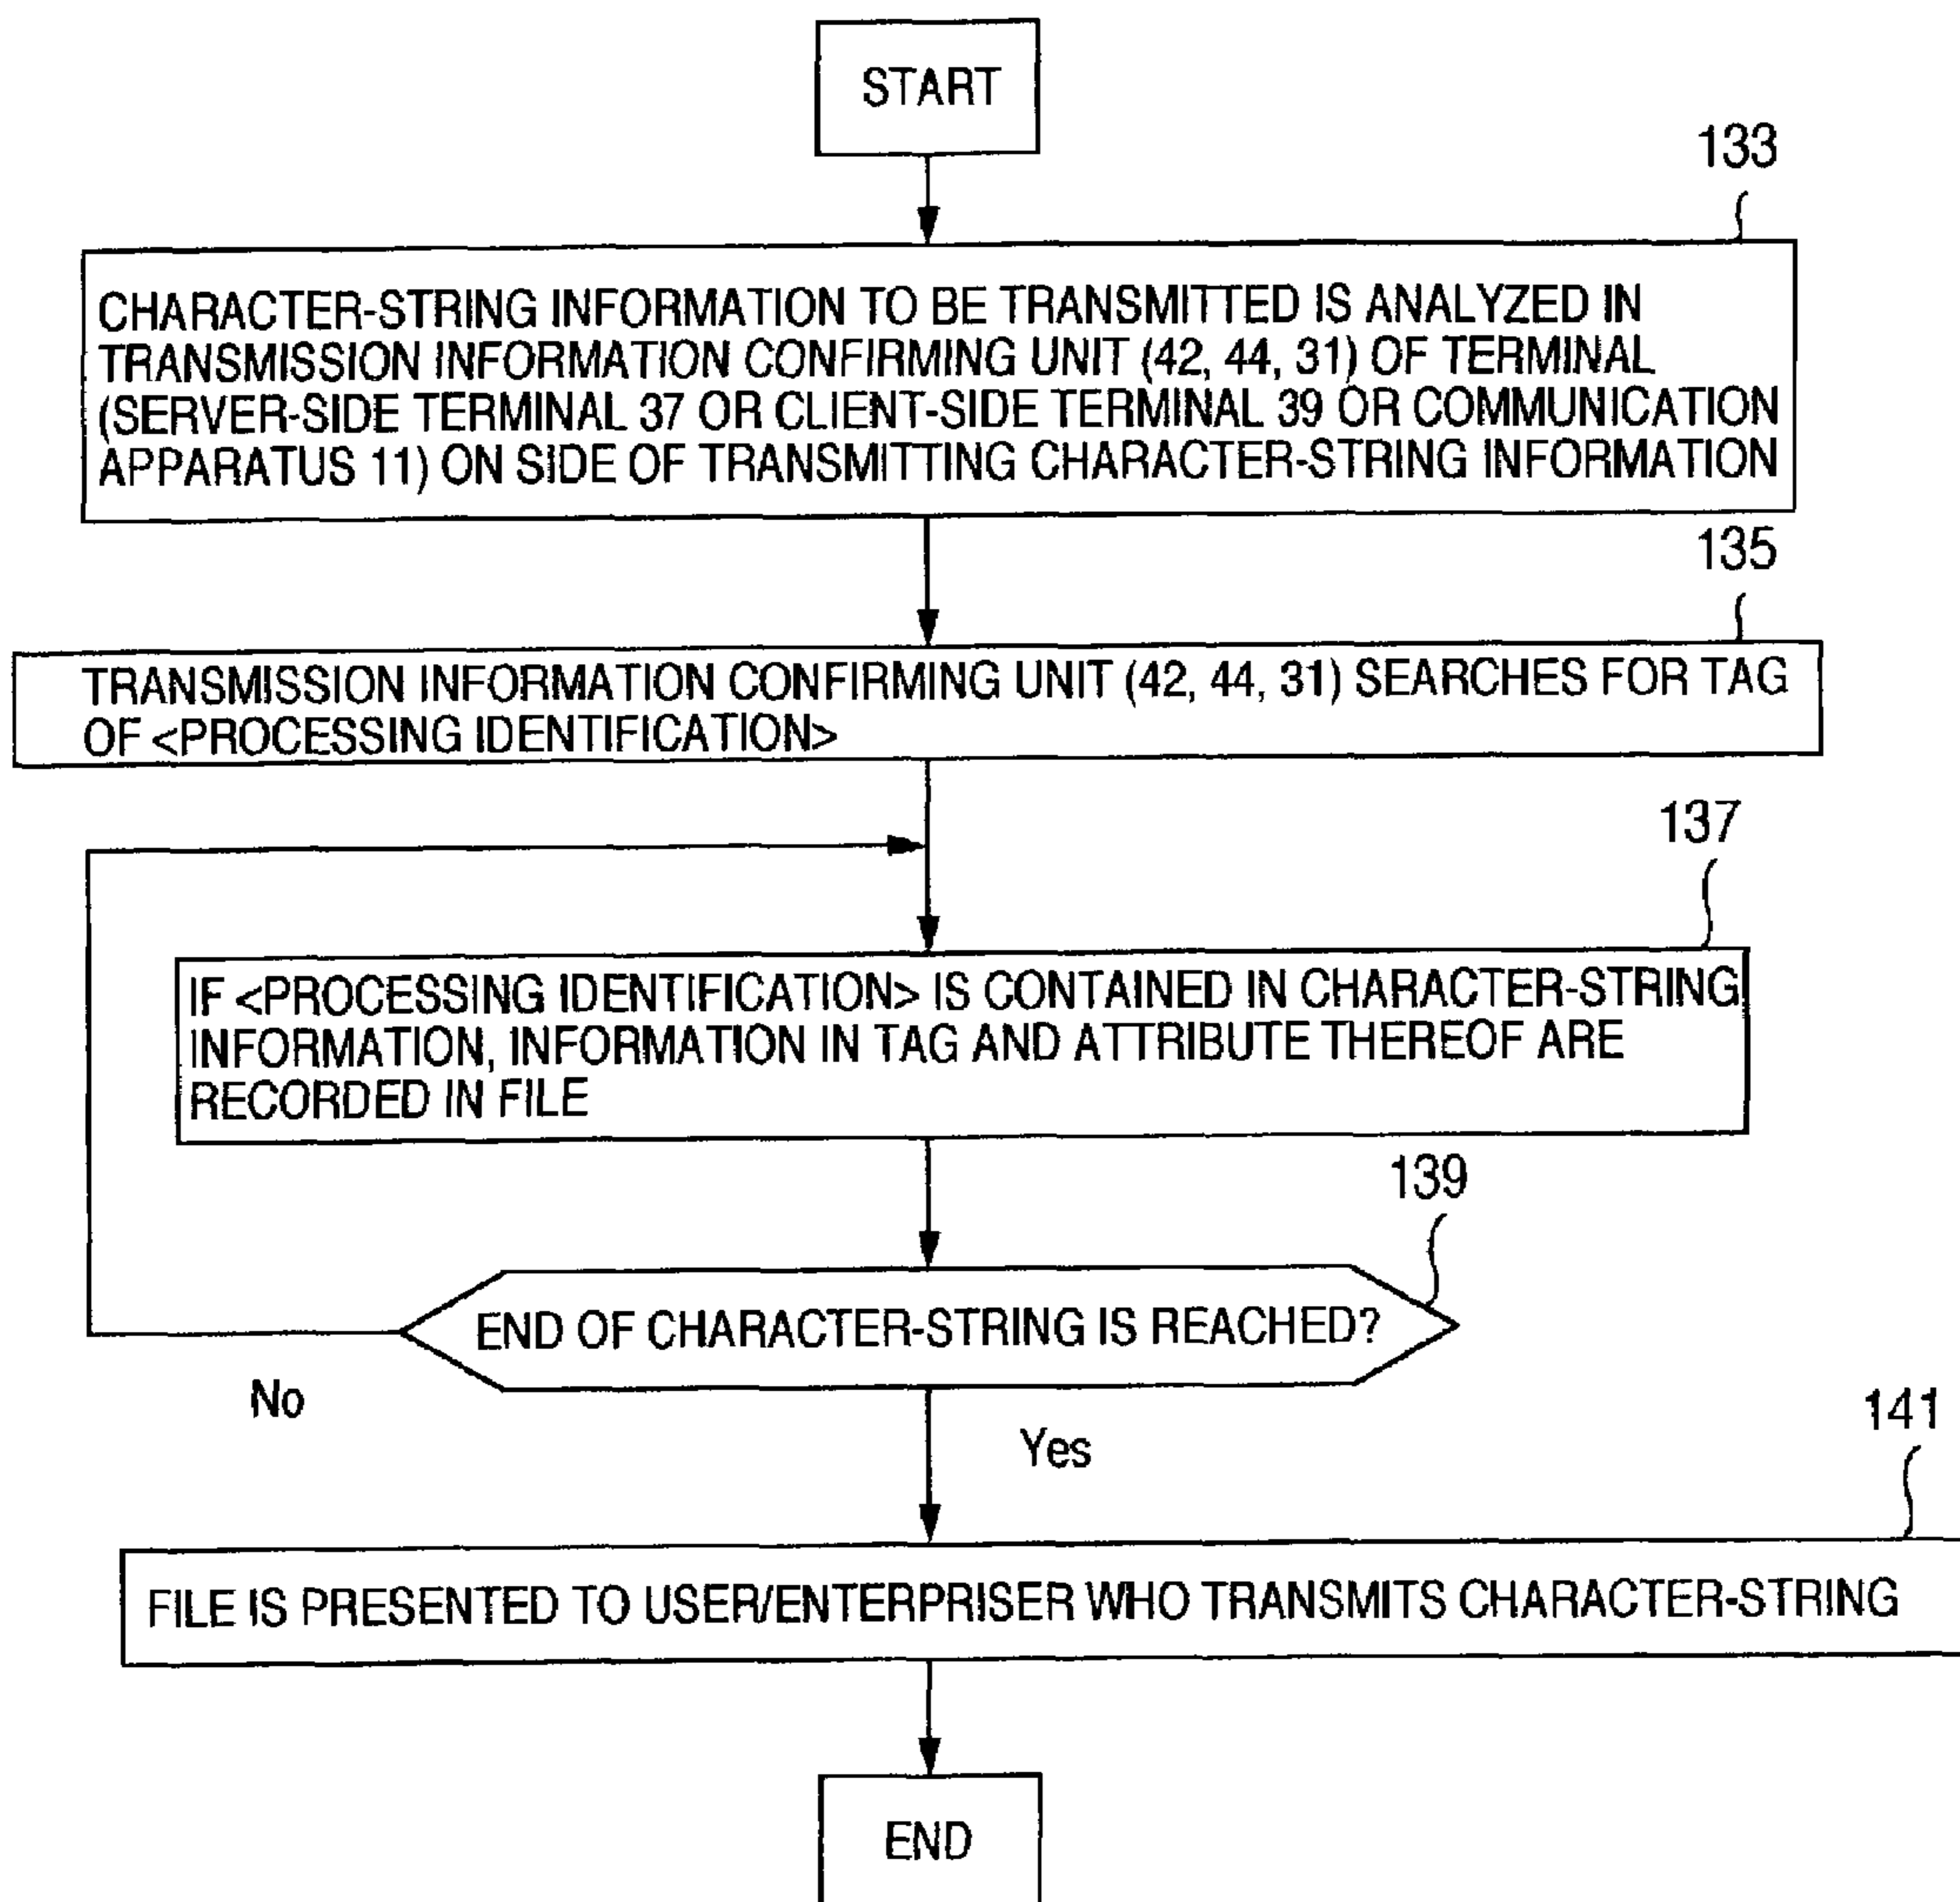 START
133
CHARACTER-STRING INFORMATION TO BE TRANSMITTED IS ANALYZED IN
TRANSMISSION INFORMATION CONFIRMING UNIT (42, 44, 31) OF TERMINAL
(SERVER-SIDE TERMINAL 37 OR CLIENT-SIDE TERMINAL 39 OR COMMUNICATION
APPARATUS 11) ON SIDE OF TRANSMITTING CHARACTER-STRING INFORMATION
135
TRANSMISSION INFORMATION CONFIRMING UNIT (42, 44, 31) SEARCHES FOR TAG
OF <PROCESSING IDENTIFICATION>
137
IF <PROCESSING IDENTIFICATION> IS CONTAINED IN CHARACTER-STRING
INFORMATION, INFORMATION IN TAG AND ATTRIBUTE THEREOF ARE
RECORDED IN FILE
139
END OF CHARACTER-STRING IS REACHED?
No
Yes
141
FILE IS PRESENTED TO USER/ENTERPRISER WHO TRANSMITS CHARACTER-STRING
END